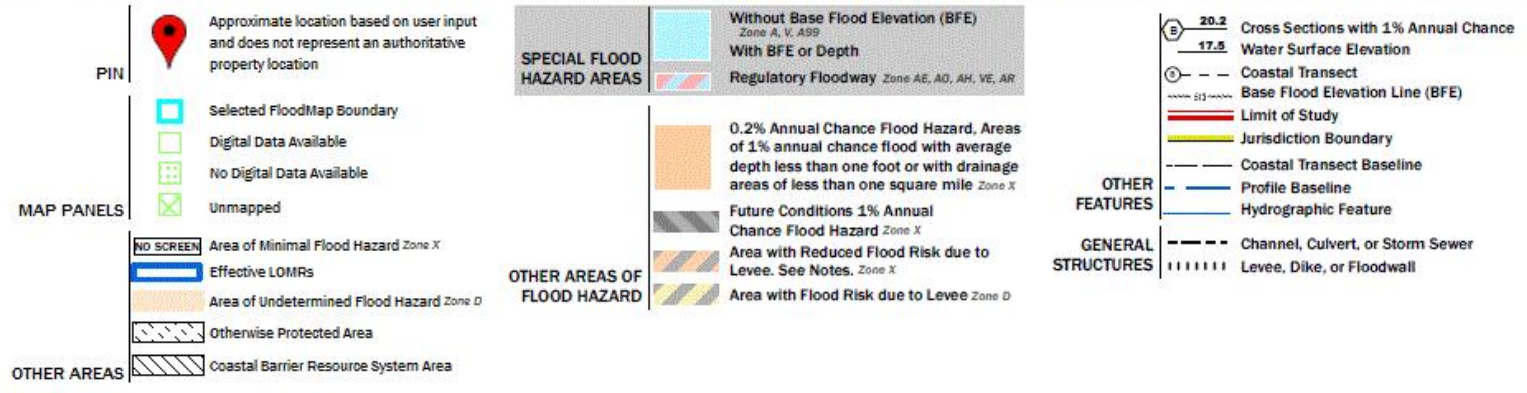 PIN
Approximate location based on user input
and does not represent an authoritative
property location
MAP PANELS
Selected FloodMap Boundary
Digital Data Available
No Digital Data Available
Unmapped
OTHER AREAS
NO SCREEN Area of Minimal Flood Hazard Zone X
Effective LOMRs
Area of Undetermined Flood Hazard Zone D
Otherwise Protected Area
Coastal Barrier Resource System Area
SPECIAL FLOOD
HAZARD AREAS
Without Base Flood Elevation (BFE)
Zone A, V, A99
With BFE or Depth
Regulatory Floodway Zone AE, AO, AH, VE, AR
OTHER AREAS OF
FLOOD HAZARD
0.2% Annual Chance Flood Hazard, Areas
of 1% annual chance flood with average
depth less than one foot or with drainage
areas of less than one square mile Zone X
Future Conditions 1% Annual
Chance Flood Hazard Zone X
Area with Reduced Flood Risk due to
Levee. See Notes. Zone X
Area with Flood Risk due to Levee Zone D
OTHER
FEATURES
B 20.2 Cross Sections with 1% Annual Chance
17.5 Water Surface Elevation
8 Coastal Transect
513 Base Flood Elevation Line (BFE)
Limit of Study
Jurisdiction Boundary
Coastal Transect Baseline
Profile Baseline
Hydrographic Feature
GENERAL
STRUCTURES
Channel, Culvert, or Storm Sewer
Levee, Dike, or Floodwall